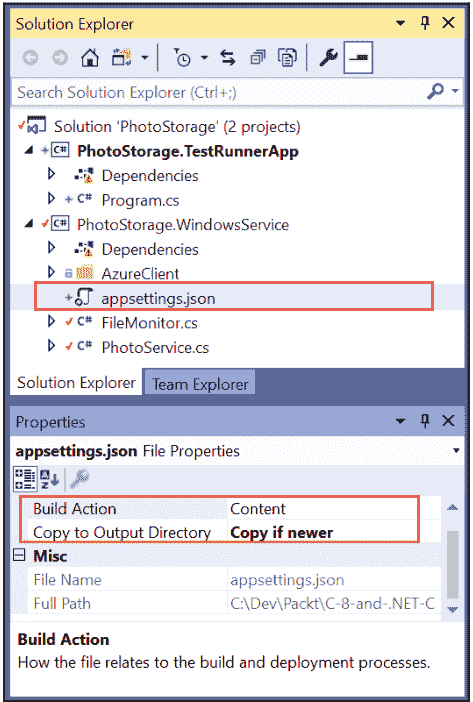 Solution Explorer
Search Solution Explorer (Ctrl+;)
Solution 'PhotoStorage' (2 projects)
C# PhotoStorage.TestRunnerApp
Dependencies
C# Program.cs
C# PhotoStorage.WindowsService
Dependencies
AzureClient
appsettings.json
C# FileMonitor.cs
C# PhotoService.cs
Solution Explorer Team Explorer
Properties
appsettings.json File Properties
Build Action Content
Copy to Output Directory Copy if newer
Misc
File Name appsettings.json
Full Path C:\Dev\Packt\C-8-and-.NET-C
Build Action
How the file relates to the build and deployment processes.